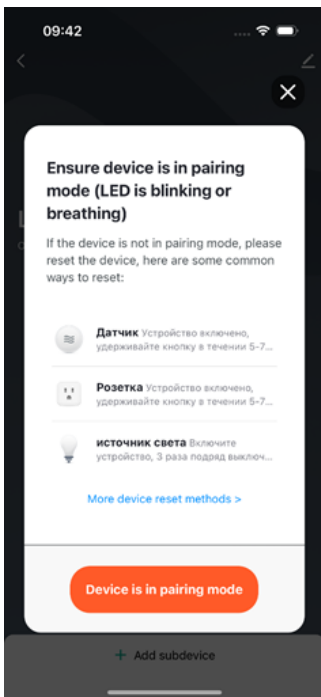 09:42
Ensure device is in pairing
mode (LED is blinking or
breathing)
If the device is not in pairing mode, please
reset the device, here are some common
ways to reset:
Датчик Устройство включено,
удерживайте кнопку в течении 5-7...
Розетка Устройство включено,
удерживайте кнопку в течении 5-7...
источник света Включите
устройство, 3 раза подряд выключ...
More device reset methods >
Device is in pairing mode
+ Add subdevice